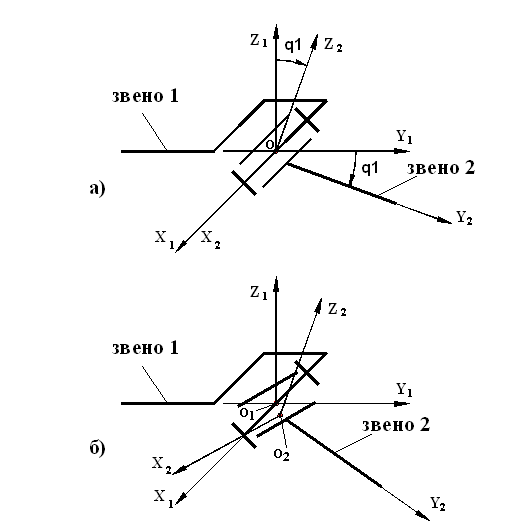 Z1 q1 Z2
звено 1
O Y1
q1 звено 2
а)
X1 X2 Y2
Z1 Z2
звено 1
O1 Y1
звено 2
б) O2
X2
X1 Y2